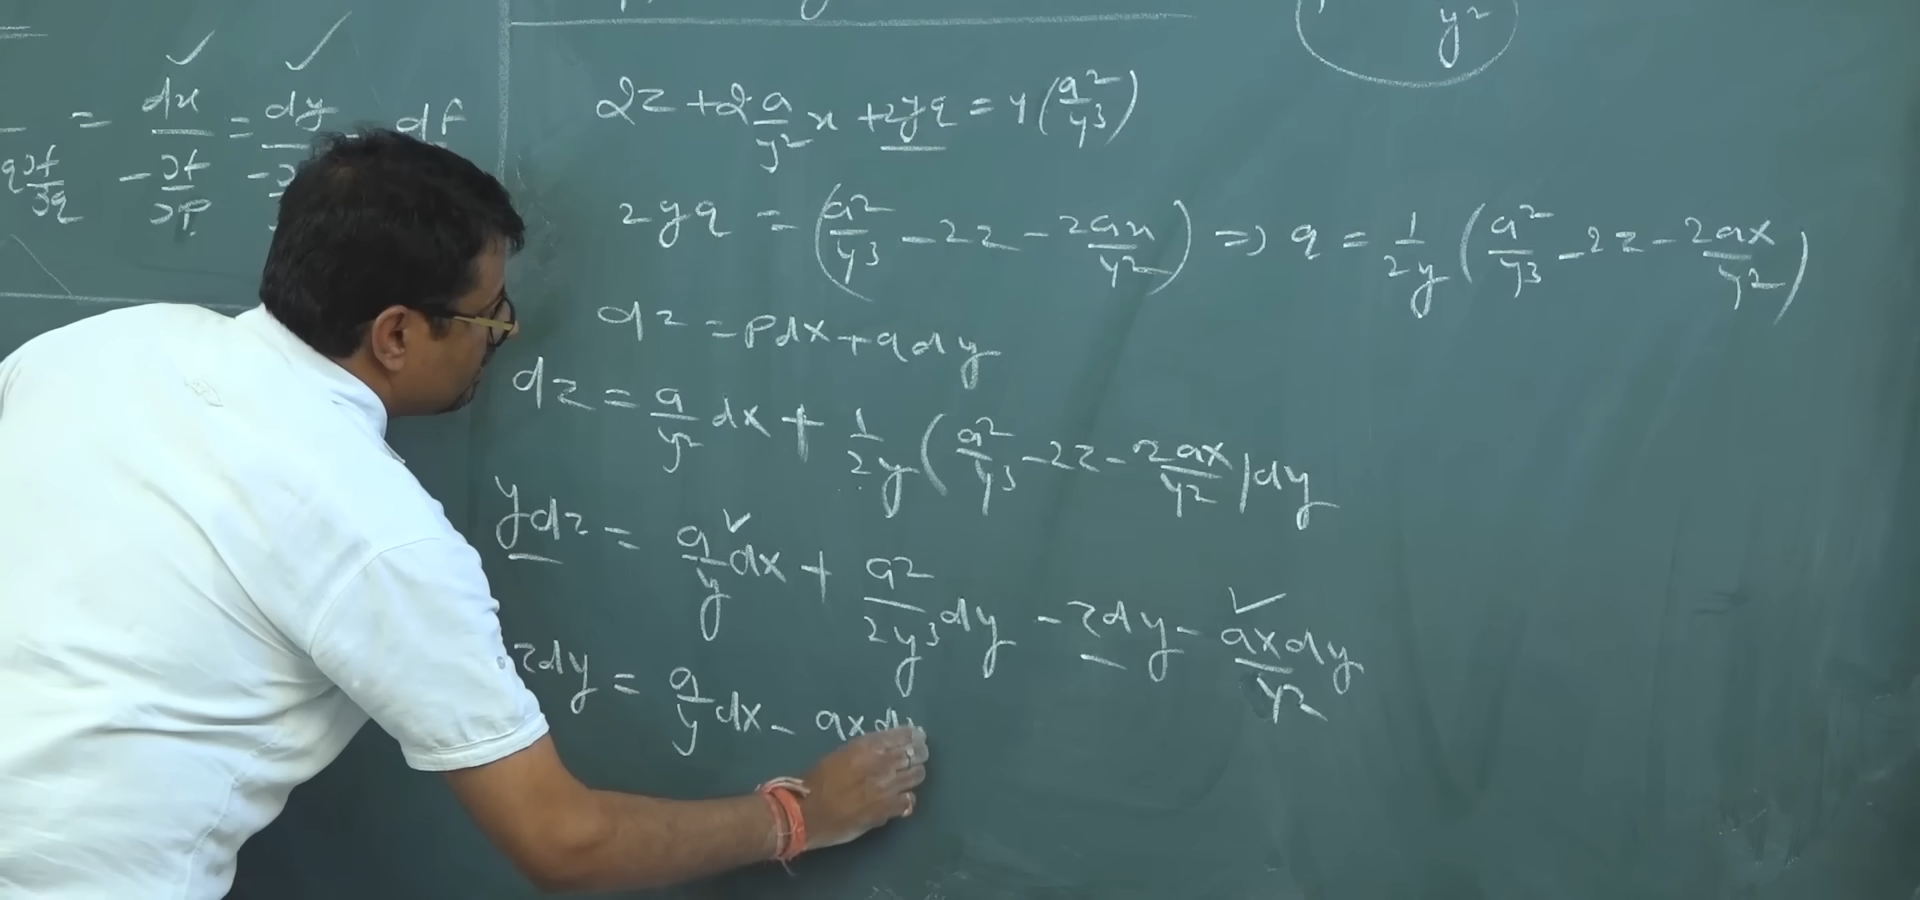 y²
= dx/(-∂f/∂p) = dy/ df
q∂f/∂q
2z + 2 a/y² x + 2yq = y(a²/y³)
2yq = (a²/y³ - 2z - 2ax/y²) ⇒ q = 1/2y (a²/y³ - 2z - 2ax/y²)
dz = pdx + qdy
dz = a/y² dx + 1/2y (a²/y³ - 2z - 2ax/y²) dy
ydz = a/y dx + a²/2y³ dy - zdy - ax/y² dy
zdy = a/y dx - axdy